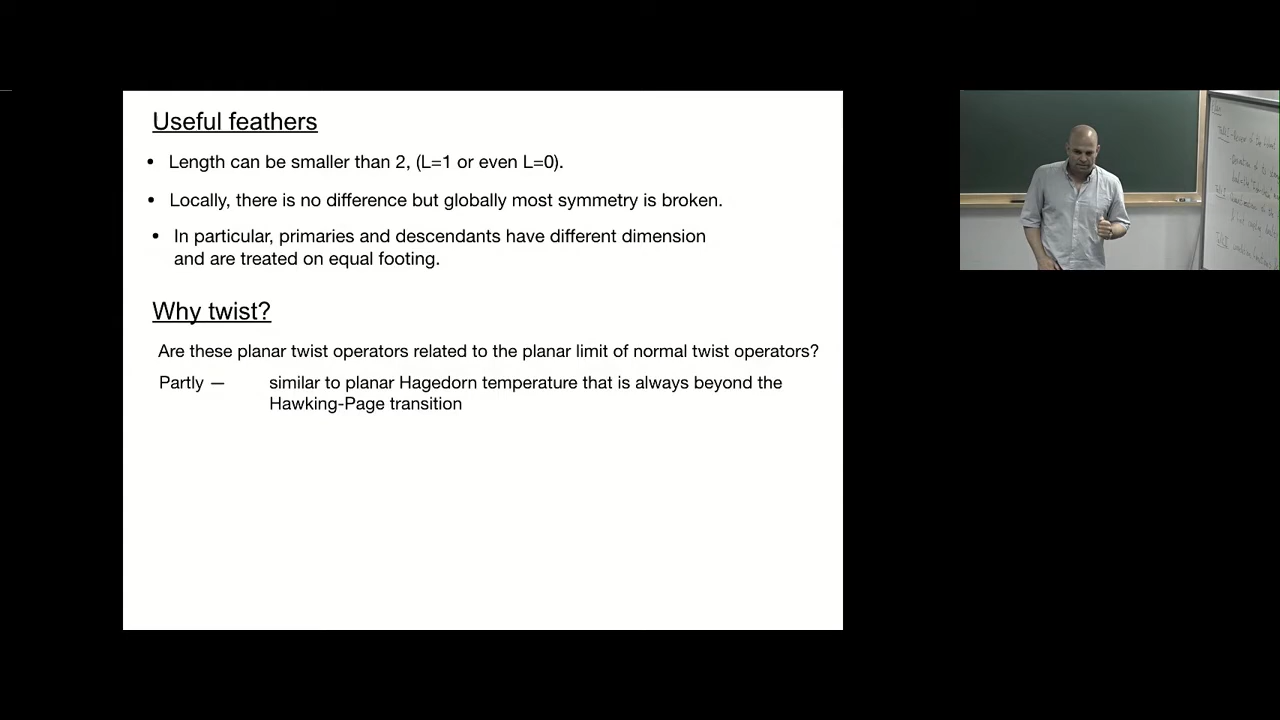 Useful feathers
• Length can be smaller than 2, (L=1 or even L=0).
• Locally, there is no difference but globally most symmetry is broken.
• In particular, primaries and descendants have different dimension
and are treated on equal footing.
Why twist?
Are these planar twist operators related to the planar limit of normal twist operators?
Partly — similar to planar Hagedorn temperature that is always beyond the
Hawking-Page transition